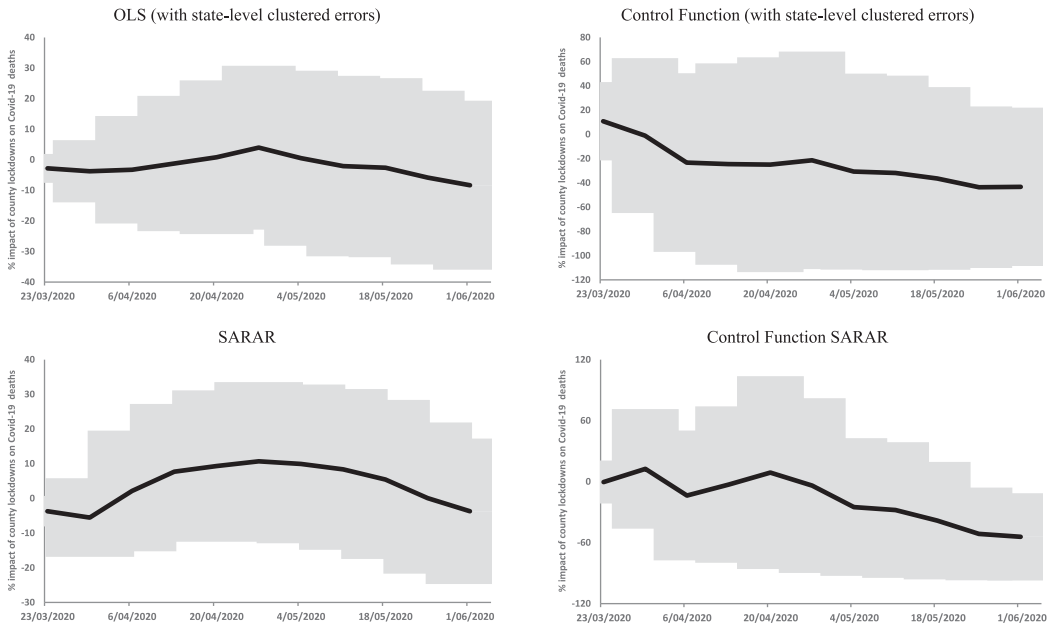 OLS (with state-level clustered errors)
% impact of county lockdowns on Covid-19 deaths
40
30
20
10
0
-10
-20
-30
-40
23/03/2020 6/04/2020 20/04/2020 4/05/2020 18/05/2020 1/06/2020
Control Function (with state-level clustered errors)
% impact of county lockdowns on Covid-19 deaths
80
60
40
20
0
-20
-40
-60
-80
-100
-120
23/03/2020 6/04/2020 20/04/2020 4/05/2020 18/05/2020 1/06/2020
SARAR
% impact of county lockdowns on Covid-19 deaths
40
30
20
10
0
-10
-20
-30
23/03/2020 6/04/2020 20/04/2020 4/05/2020 18/05/2020 1/06/2020
Control Function SARAR
% impact of county lockdowns on Covid-19 deaths
120
60
0
-60
-120
23/03/2020 6/04/2020 20/04/2020 4/05/2020 18/05/2020 1/06/2020